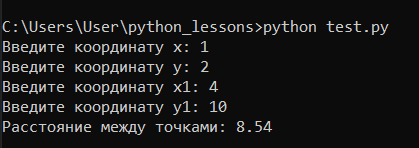 C:\Users\User\python_lessons>python test.py
Введите координату x: 1
Введите координату y: 2
Введите координату x1: 4
Введите координату y1: 10
Расстояние между точками: 8.54